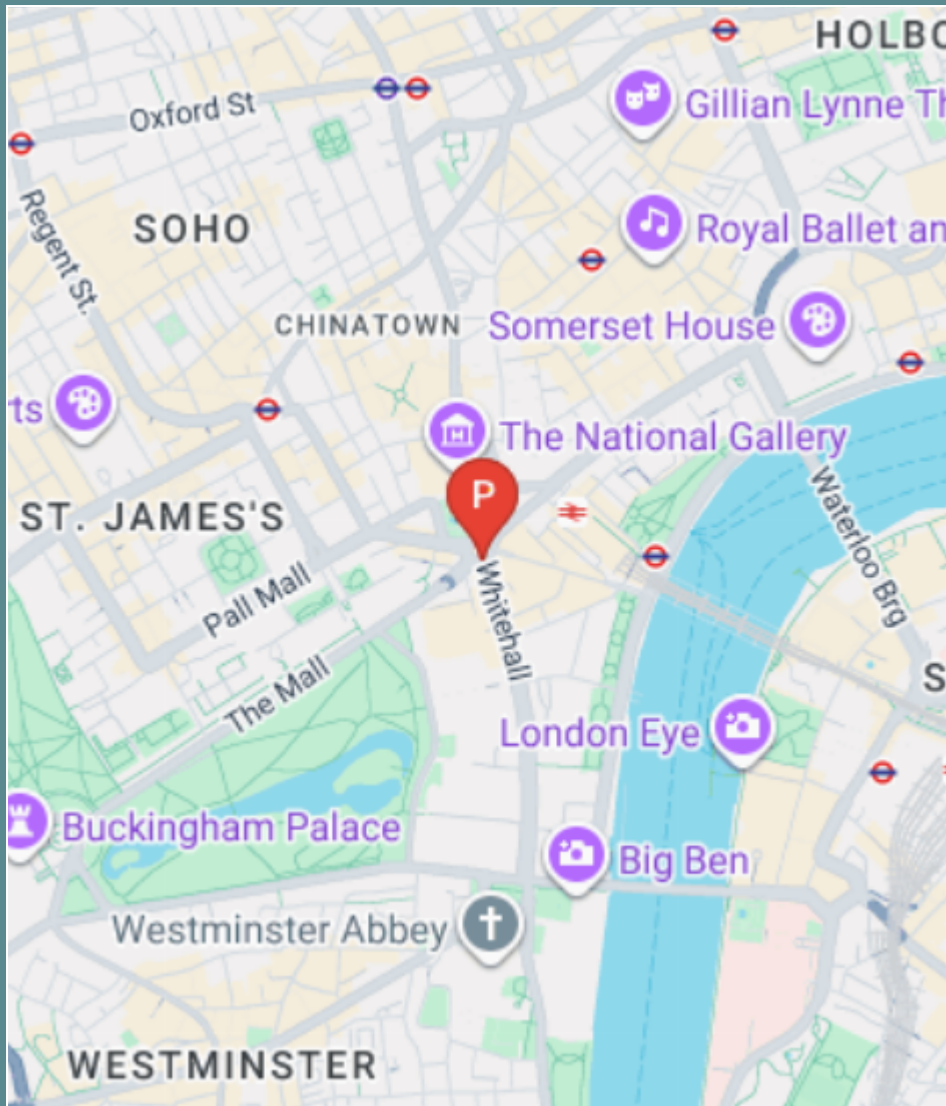 HOLBO
Gillian Lynne Th
Oxford St
Regent St.
SOHO
Royal Ballet an
CHINATOWN
Somerset House
rts
The National Gallery
P
ST. JAMES'S
Waterloo Brg
Pall Mall
Whitehall
The Mall
S
London Eye
Buckingham Palace
Big Ben
Westminster Abbey
WESTMINSTER